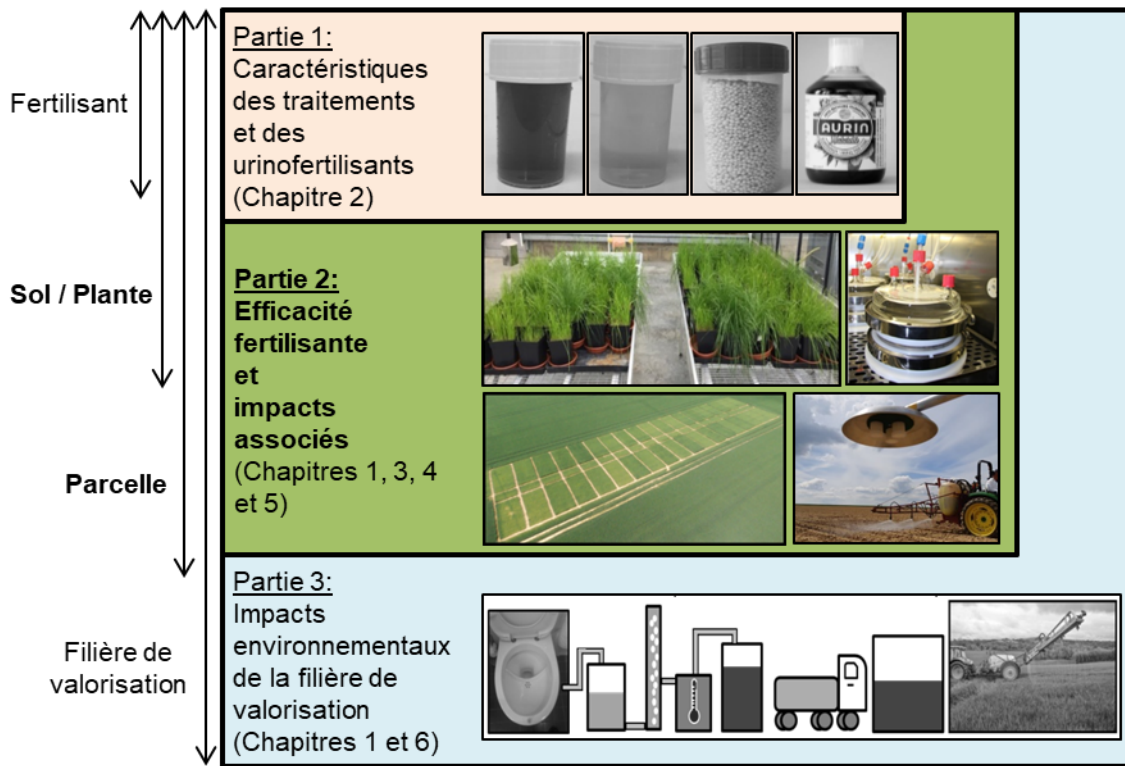 Fertilisant
Partie 1:
Caractéristiques
des traitements
et des
urinofertilisants
(Chapitre 2)
AURIN
Sol / Plante
Partie 2:
Efficacité
fertilisante
et
impacts
associés
(Chapitres 1, 3, 4
et 5)
Parcelle
Partie 3:
Impacts
environnementaux
de la filière de
valorisation
(Chapitres 1 et 6)
Filière de
valorisation